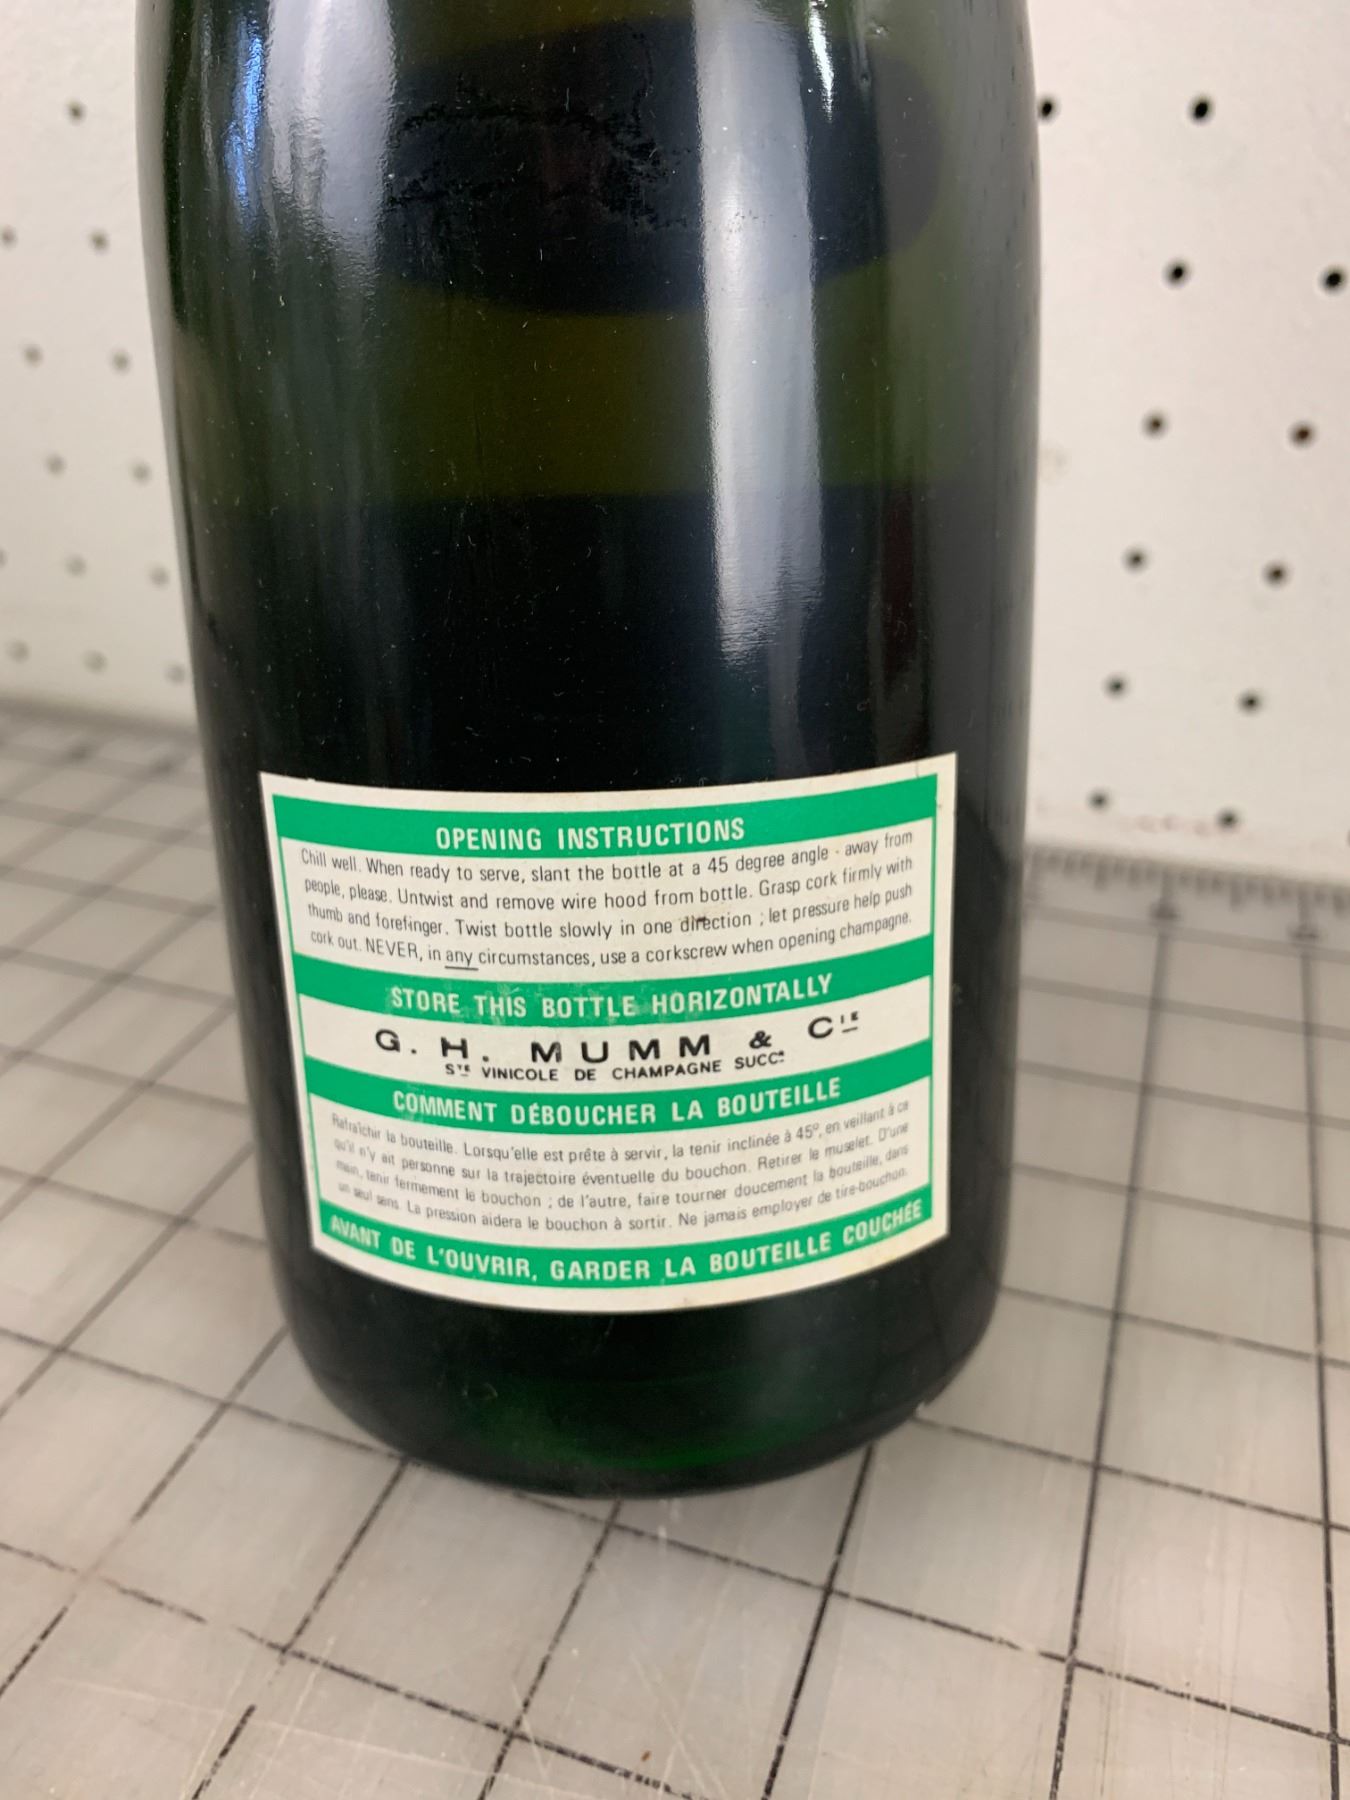 OPENING INSTRUCTIONS
Chill well. When ready to serve, slant the bottle at a 45 degree angle - away from
people, please. Untwist and remove wire hood from bottle. Grasp cork firmly with
thumb and forefinger. Twist bottle slowly in one direction ; let pressure help push
cork out. NEVER, in any circumstances, use a corkscrew when opening champagne.
STORE THIS BOTTLE HORIZONTALLY
G. H. MUMM & CIE
STE VINICOLE DE CHAMPAGNE SUCCR
COMMENT DÉBOUCHER LA BOUTEILLE
Rafraîchir la bouteille. Lorsqu'elle est prête à servir, la tenir inclinée à 45º, en veillant à ce
qu'il n'y ait personne sur la trajectoire éventuelle du bouchon. Retirer le muselet. D'une
main, tenir fermement le bouchon ; de l'autre, faire tourner doucement la bouteille, dans
un seul sens. La pression aidera le bouchon à sortir. Ne jamais employer de tire-bouchon.
AVANT DE L'OUVRIR, GARDER LA BOUTEILLE COUCHÉE